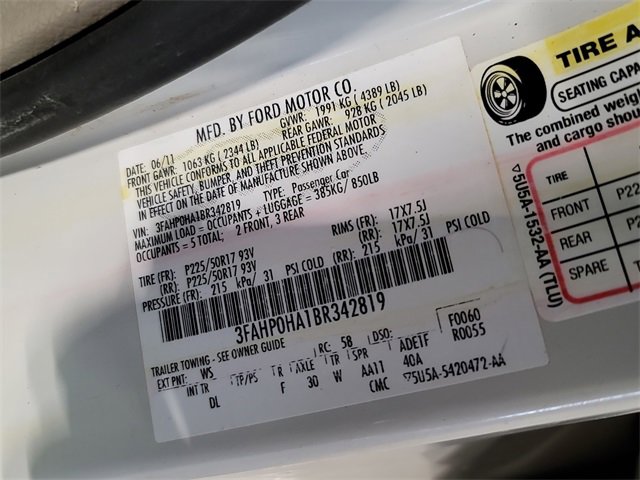 MFD. BY FORD MOTOR CO.
DATE: 06/11 GVWR: 1991 KG ( 4389 LB)
FRONT GAWR: 1063 KG ( 2344 LB) REAR GAWR: 928 KG ( 2045 LB)
THIS VEHICLE CONFORMS TO ALL APPLICABLE FEDERAL MOTOR
VEHICLE SAFETY, BUMPER, AND THEFT PREVENTION STANDARDS
IN EFFECT ON THE DATE OF MANUFACTURE SHOWN ABOVE.
VIN: 3FAHP0HA1BR342819 TYPE: Passenger Car
MAXIMUM LOAD = OCCUPANTS + LUGGAGE = 385KG/ 850LB
OCCUPANTS = 5 TOTAL; 2 FRONT, 3 REAR
TIRE (FR): P225/50R17 93V RIMS (FR): 17X7.5J
(RR): P225/50R17 93V (RR): 17X7.5J
PRESSURE (FR): 215 kPa/ 31 PSI COLD (RR): 215 kPa/ 31 PSI COLD
3FAHP0HA1BR342819
TRAILER TOWING - SEE OWNER GUIDE
F0060
R0055
EXT PNT: WS RC: 58 DSO:
INT TR TP/PS R AXLE TR SPR ADETF
DL F 30 W AA11 40A
CMC ▽5U5A-5420472-AA
TIRE A
SEATING CAPA
The combined weigh
and cargo shou
TIRE
FRONT P22
REAR P22
SPARE T
▽5U5A-1532-AA (TLU)